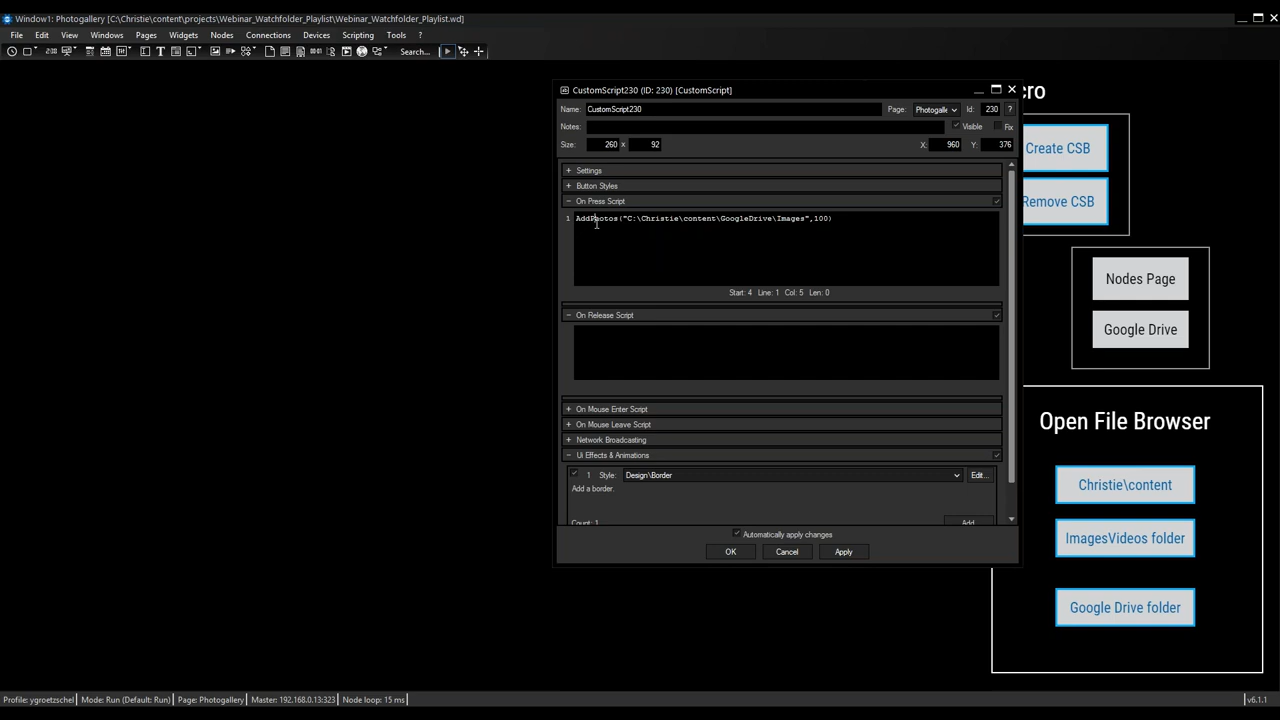 Window1: Photogallery [C:\Christie\content\projects\Webinar_Watchfolder_Playlist\Webinar_Watchfolder_Playlist.wd]
File Edit View Windows Pages Widgets Nodes Connections Devices Scripting Tools ?
Search...
CustomScript230 (ID: 230) [CustomScript]
Name: CustomScript230 Page: Photogalle Id: 230 ?
Notes: Visible Fix
Size: 260 x 92 X: 960 Y: 376
+ Settings
+ Button Styles
− On Press Script
1 AddPhotos("C:\Christie\content\GoogleDrive\Images",100)
Start: 4 Line: 1 Col: 5 Len: 0
− On Release Script
+ On Mouse Enter Script
+ On Mouse Leave Script
+ Network Broadcasting
− Ui Effects & Animations
1 Style: Design\Border Edit...
Add a border.
Count: 1 Add
Automatically apply changes
OK Cancel Apply
cro
Create CSB
Remove CSB
Nodes Page
Google Drive
Open File Browser
Christie\content
ImagesVideos folder
Google Drive folder
Profile: ygroetzschel Mode: Run (Default: Run) Page: Photogallery Master: 192.168.0.13:323 Node loop: 15 ms v6.1.1